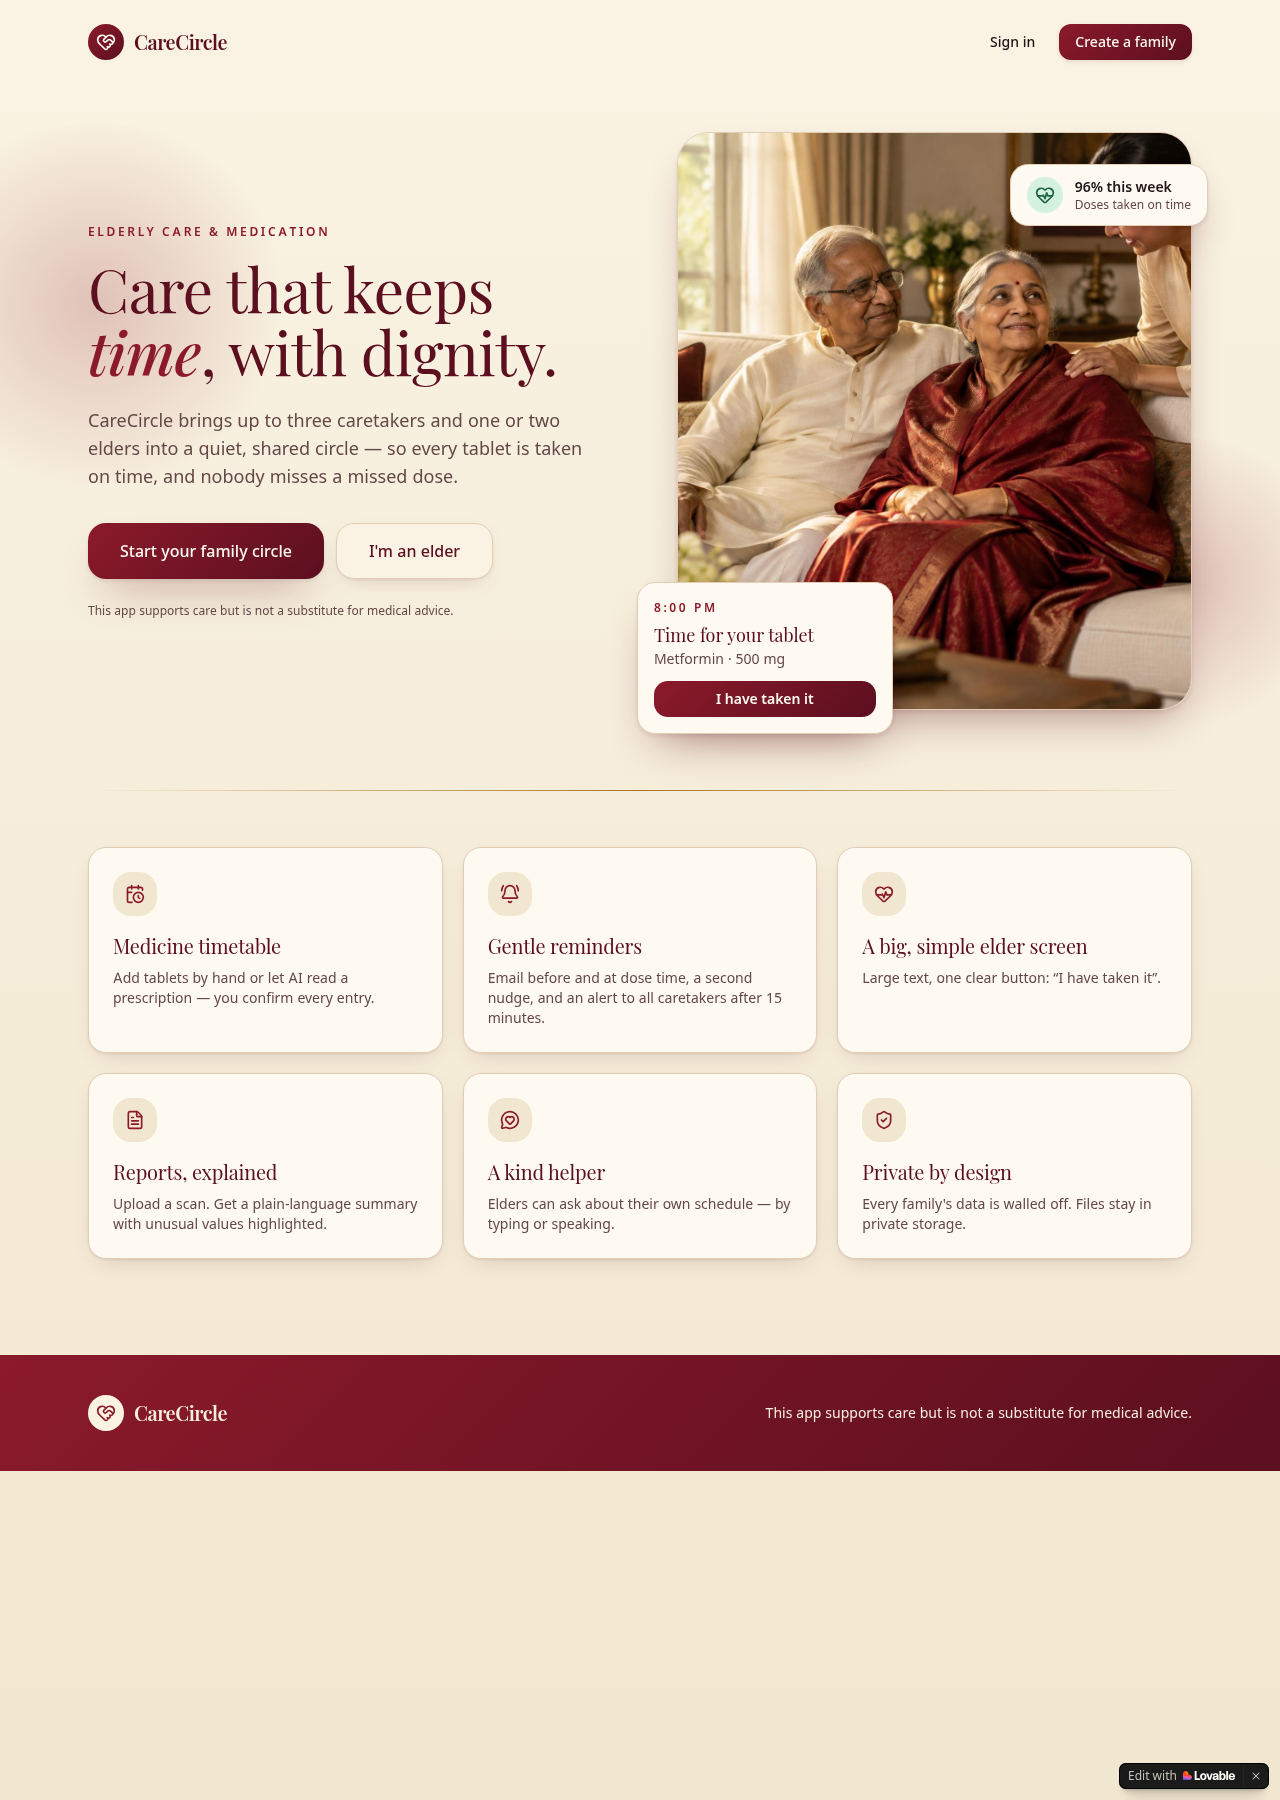 CareCircle
Sign in
Create a family
ELDERLY CARE & MEDICATION
Care that keeps
time, with dignity.
CareCircle brings up to three caretakers and one or two
elders into a quiet, shared circle — so every tablet is taken
on time, and nobody misses a missed dose.
Start your family circle
I'm an elder
This app supports care but is not a substitute for medical advice.
96% this week
Doses taken on time
8:00 PM
Time for your tablet
Metformin · 500 mg
I have taken it
Medicine timetable
Add tablets by hand or let AI read a
prescription — you confirm every entry.
Gentle reminders
Email before and at dose time, a second
nudge, and an alert to all caretakers after 15
minutes.
A big, simple elder screen
Large text, one clear button: “I have taken it”.
Reports, explained
Upload a scan. Get a plain-language summary
with unusual values highlighted.
A kind helper
Elders can ask about their own schedule — by
typing or speaking.
Private by design
Every family's data is walled off. Files stay in
private storage.
CareCircle
This app supports care but is not a substitute for medical advice.
Edit with Lovable